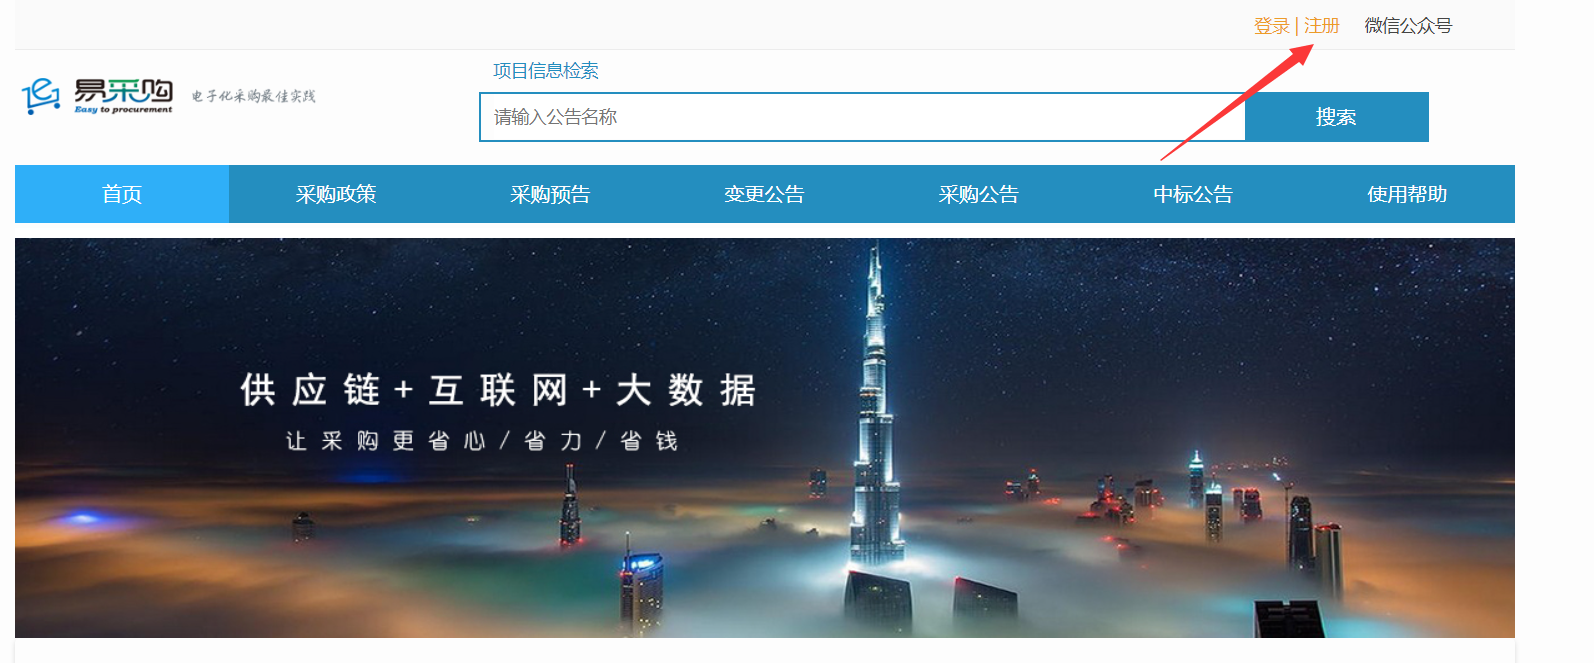 登录 | 注册 微信公众号
易采购
Easy to procurement
电子化采购最佳实践
项目信息检索
请输入公告名称 搜索
首页 采购政策 采购预告 变更公告 采购公告 中标公告 使用帮助
供应链+互联网+大数据
让采购更省心/省力/省钱